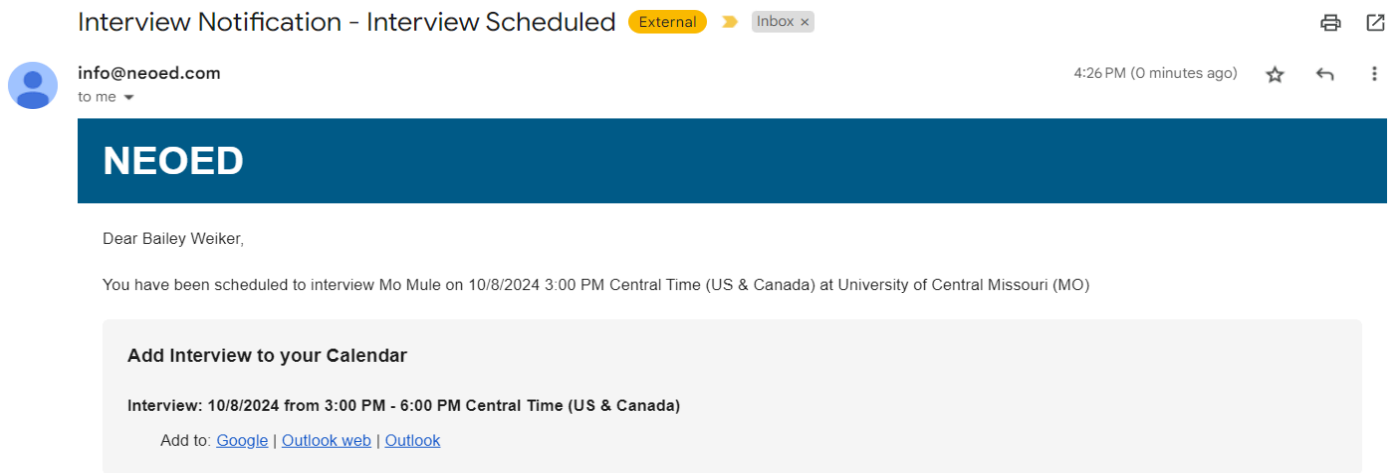 Interview Notification - Interview Scheduled External Inbox ×
info@neoed.com 4:26 PM (0 minutes ago)
to me
NEOED
Dear Bailey Weiker,
You have been scheduled to interview Mo Mule on 10/8/2024 3:00 PM Central Time (US & Canada) at University of Central Missouri (MO)
Add Interview to your Calendar
Interview: 10/8/2024 from 3:00 PM - 6:00 PM Central Time (US & Canada)
Add to: Google | Outlook web | Outlook